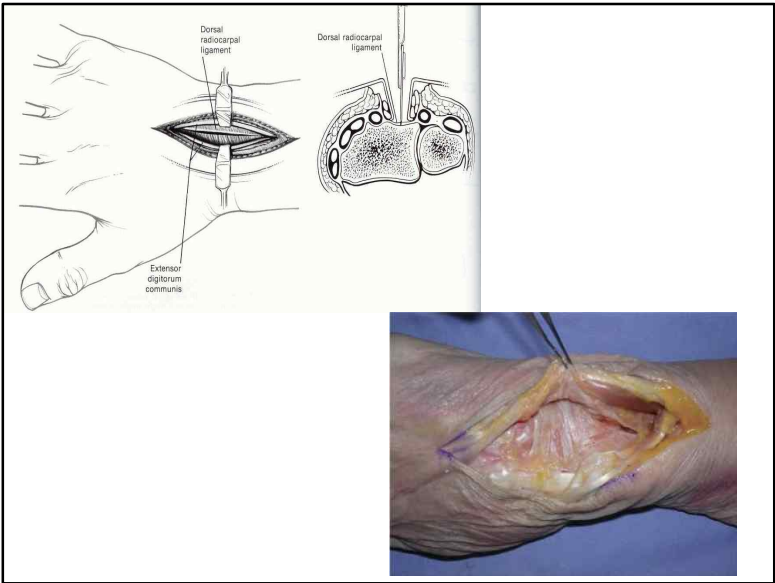 Dorsal
radiocarpal
ligament
Dorsal radiocarpal
ligament
Extensor
digitorum
communis